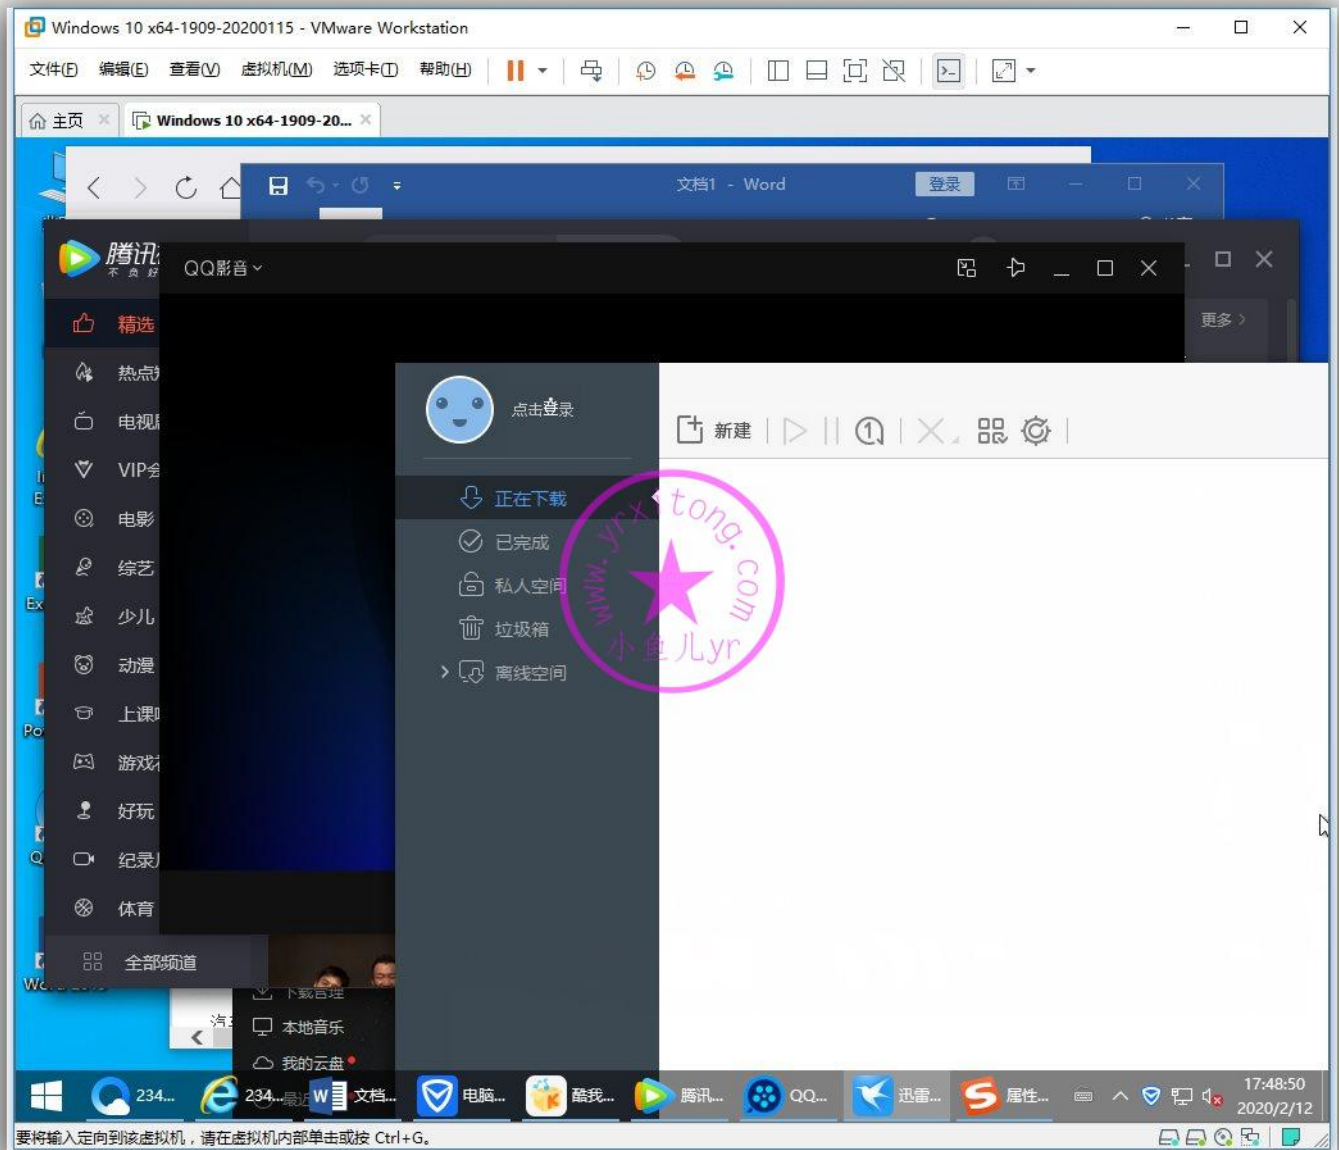 Windows 10 x64-1909-20200115 - VMware Workstation
文件(F) 编辑(E) 查看(V) 虚拟机(M) 选项卡(T) 帮助(H)
主页 Windows 10 x64-1909-20...
文档1 - Word 登录
腾讯
不负好
QQ影音
精选
更多
热点
电视
VIP
电影
综艺
少儿
动漫
上课
游戏
好玩
纪录
体育
全部频道
点击登录
新建
正在下载
已完成
私人空间
垃圾箱
离线空间
www.yrxitong.com
小鱼儿yr
下载管理
本地音乐
我的云盘
234... 234... 文档... 电脑... 酷我... 腾讯... QQ... 迅雷... 属性...
17:48:50
2020/2/12
要将输入定向到该虚拟机，请在虚拟机内部单击或按 Ctrl+G。